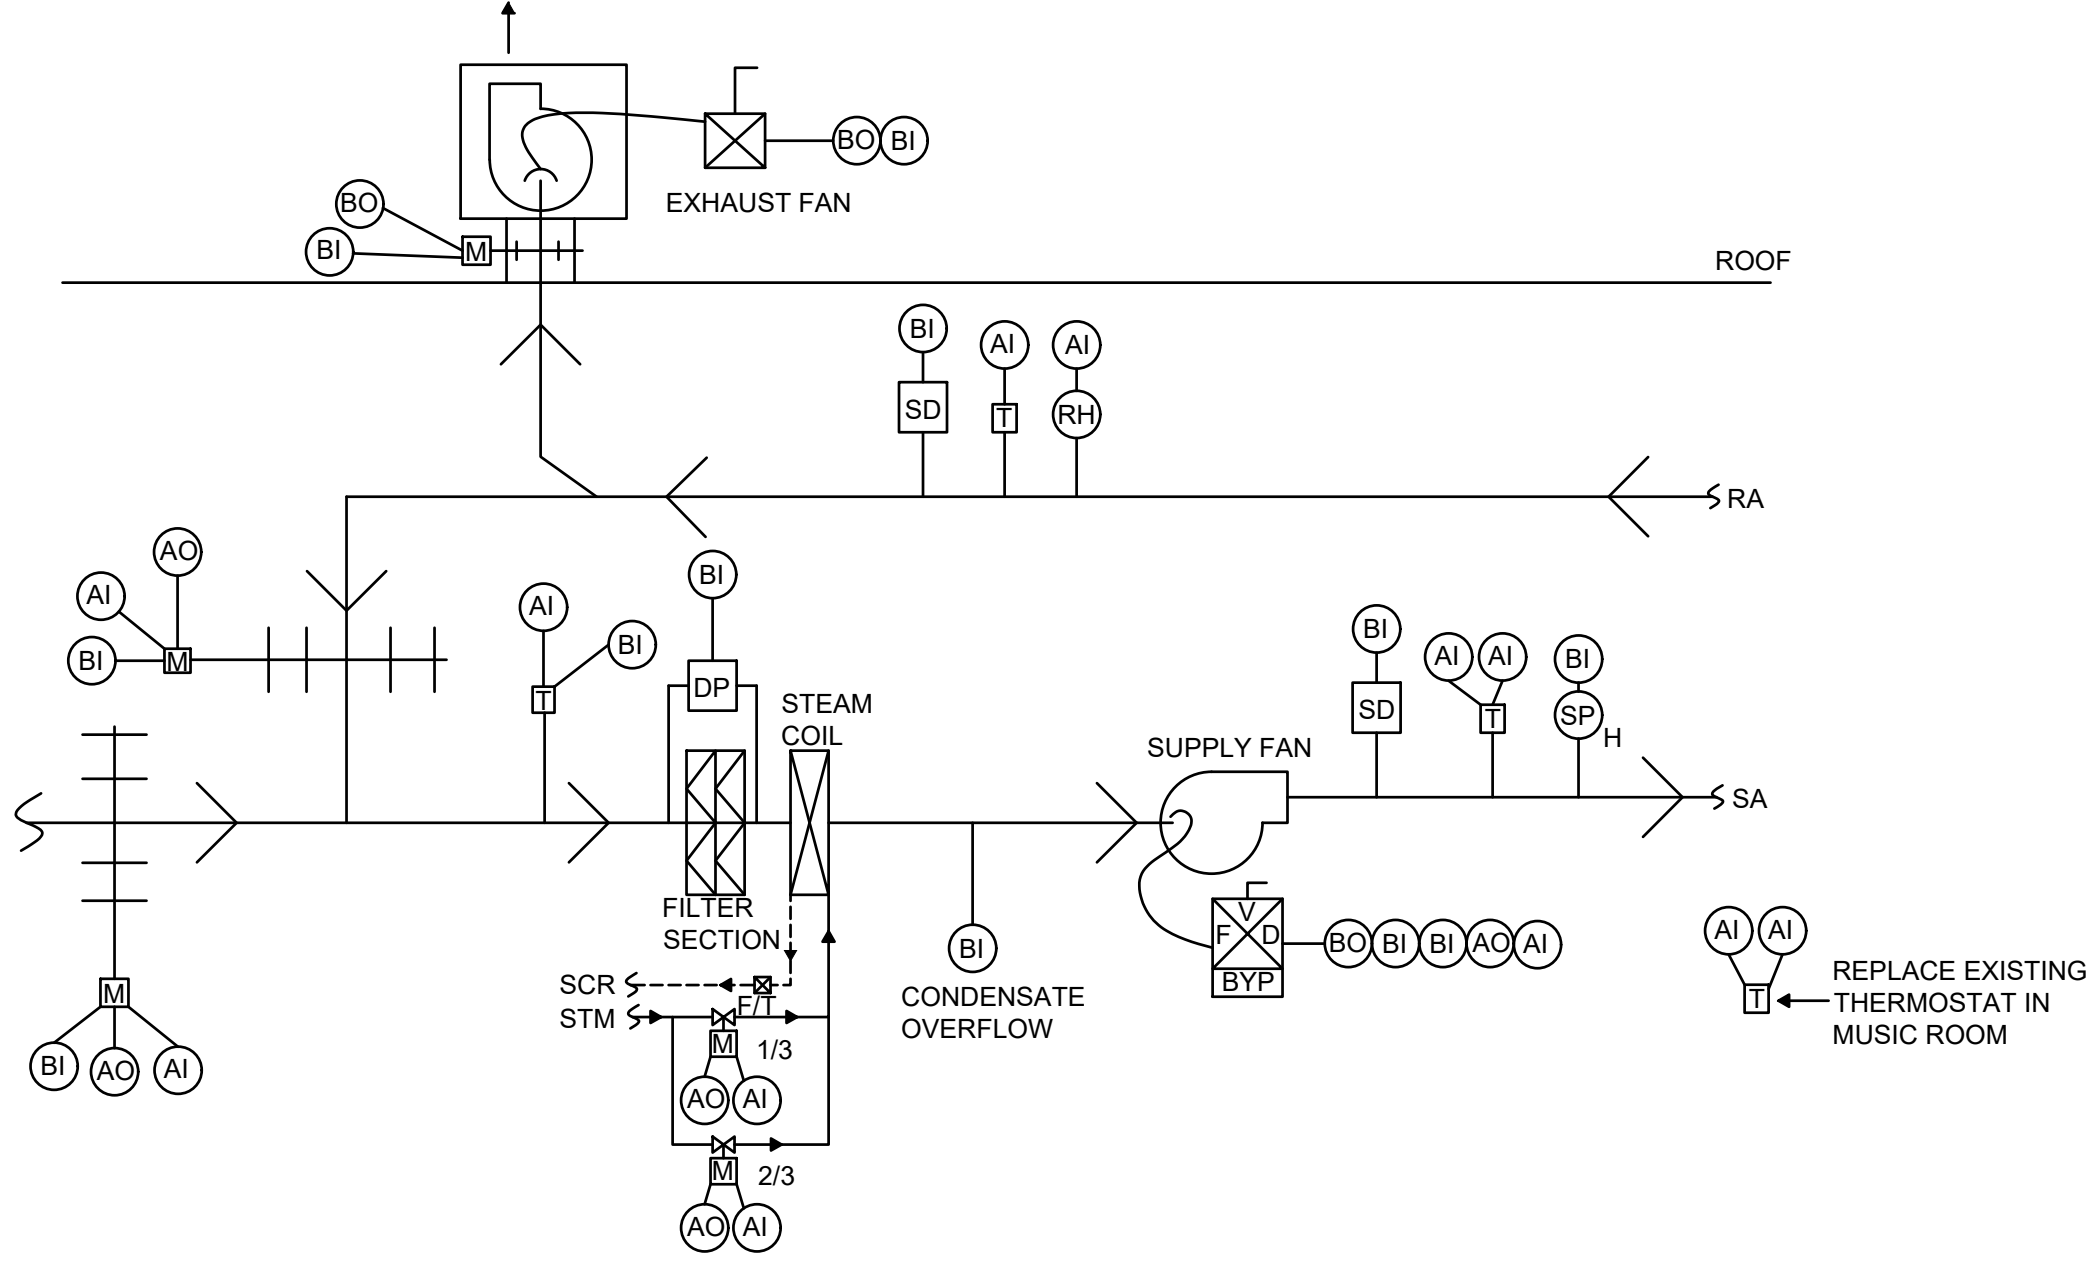 BO BI
EXHAUST FAN
BO
BI
M
ROOF
BI
AI
AI
SD
T
RH
RA
AO
AI
BI
M
AI
BI
T
BI
DP
STEAM
COIL
BI
SD
AI AI
T
BI
SP
H
SUPPLY FAN
SA
FILTER
SECTION
V
F D
BYP
BO BI BI AO AI
BI
CONDENSATE
OVERFLOW
M
BI
AO
AI
SCR
F/T
STM
M
1/3
AO AI
M
2/3
AO AI
AI AI
T
REPLACE EXISTING
THERMOSTAT IN
MUSIC ROOM